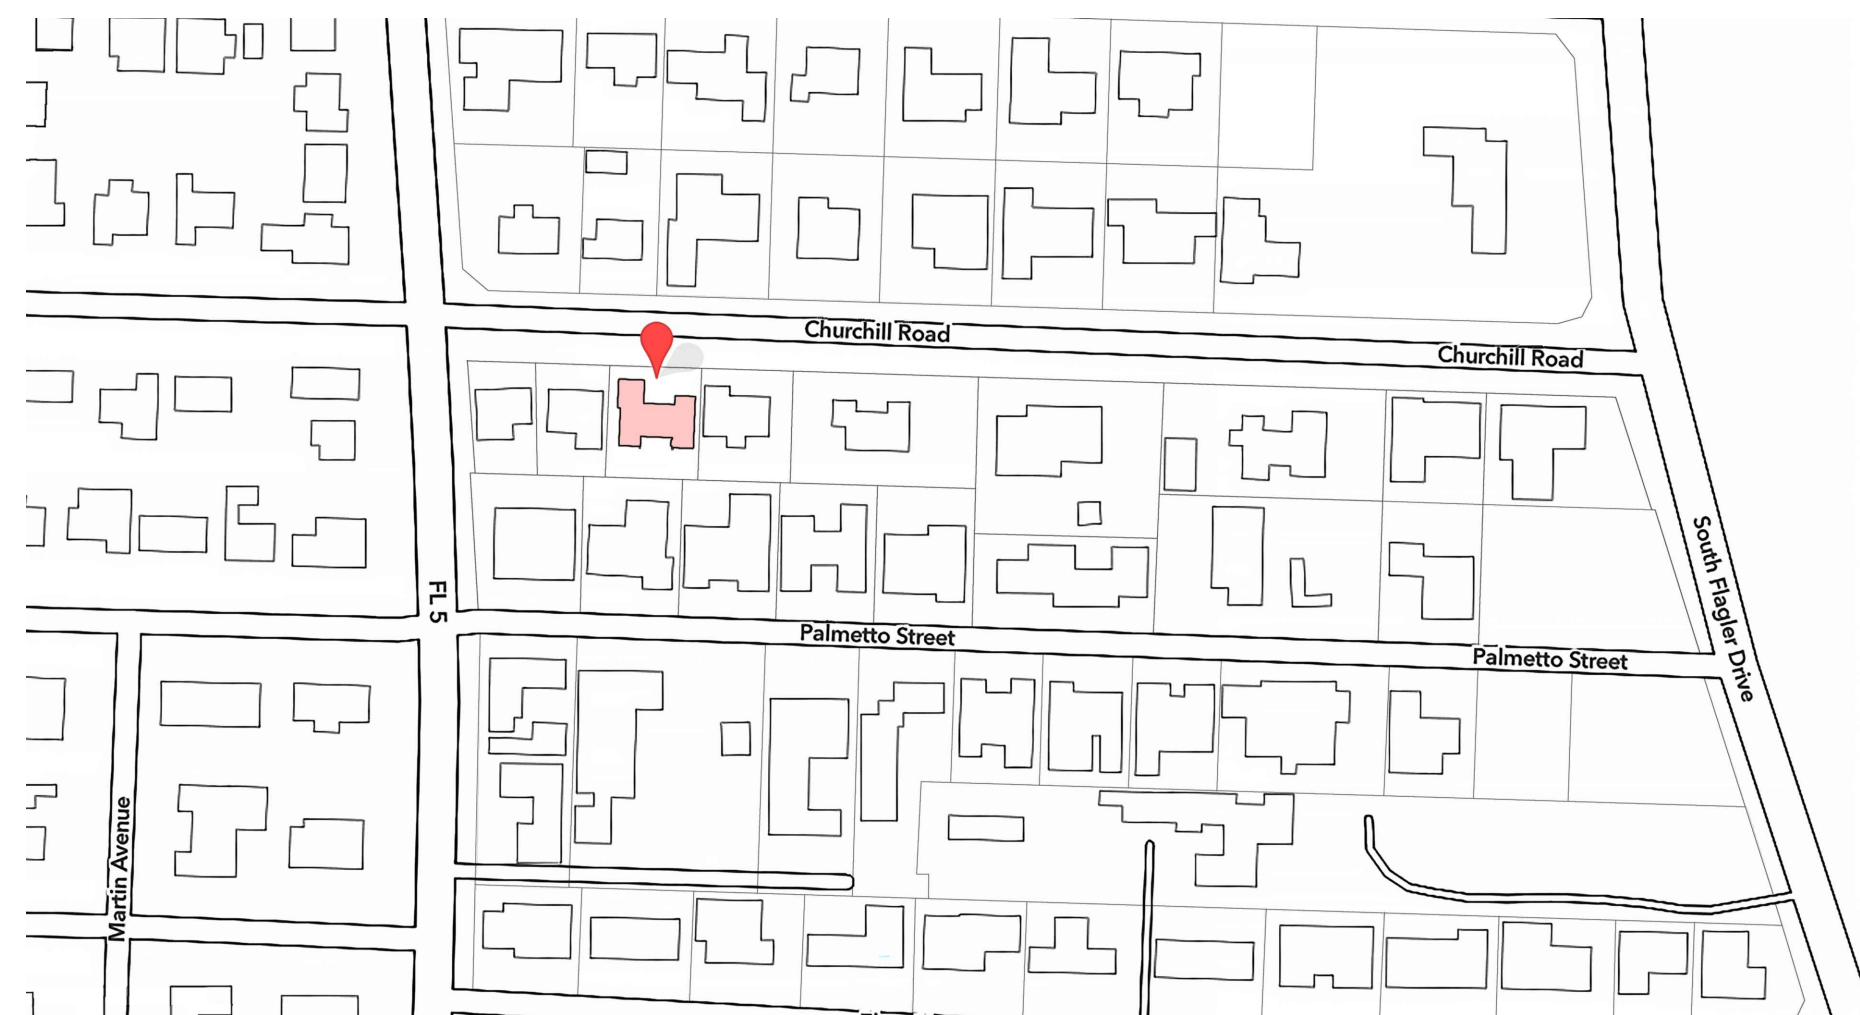 Churchill Road
Churchill Road
South Flagler Drive
FL 5
Palmetto Street
Palmetto Street
Martin Avenue